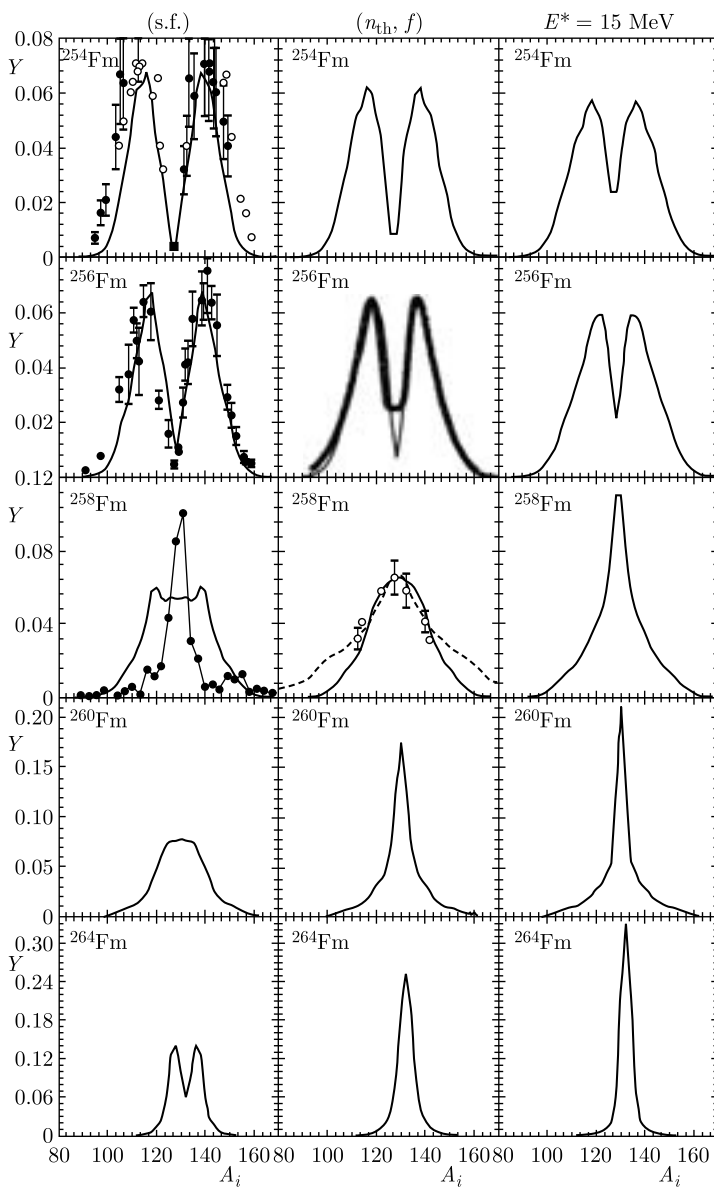 (s.f.) (n_th, f) E* = 15 MeV
0.08
Y ²⁵⁴Fm ²⁵⁴Fm ²⁵⁴Fm
0.06
0.04
0.02
0
²⁵⁶Fm ²⁵⁶Fm ²⁵⁶Fm
0.06
Y
0.04
0.02
0.12
²⁵⁸Fm ²⁵⁸Fm ²⁵⁸Fm
Y
0.08
0.04
0
0.20 ²⁶⁰Fm ²⁶⁰Fm ²⁶⁰Fm
Y
0.15
0.10
0.05
0
²⁶⁴Fm ²⁶⁴Fm ²⁶⁴Fm
0.30
Y
0.24
0.18
0.12
0.06
0
80 100 120 140 160 80 100 120 140 160 80 100 120 140 160
A_i A_i A_i